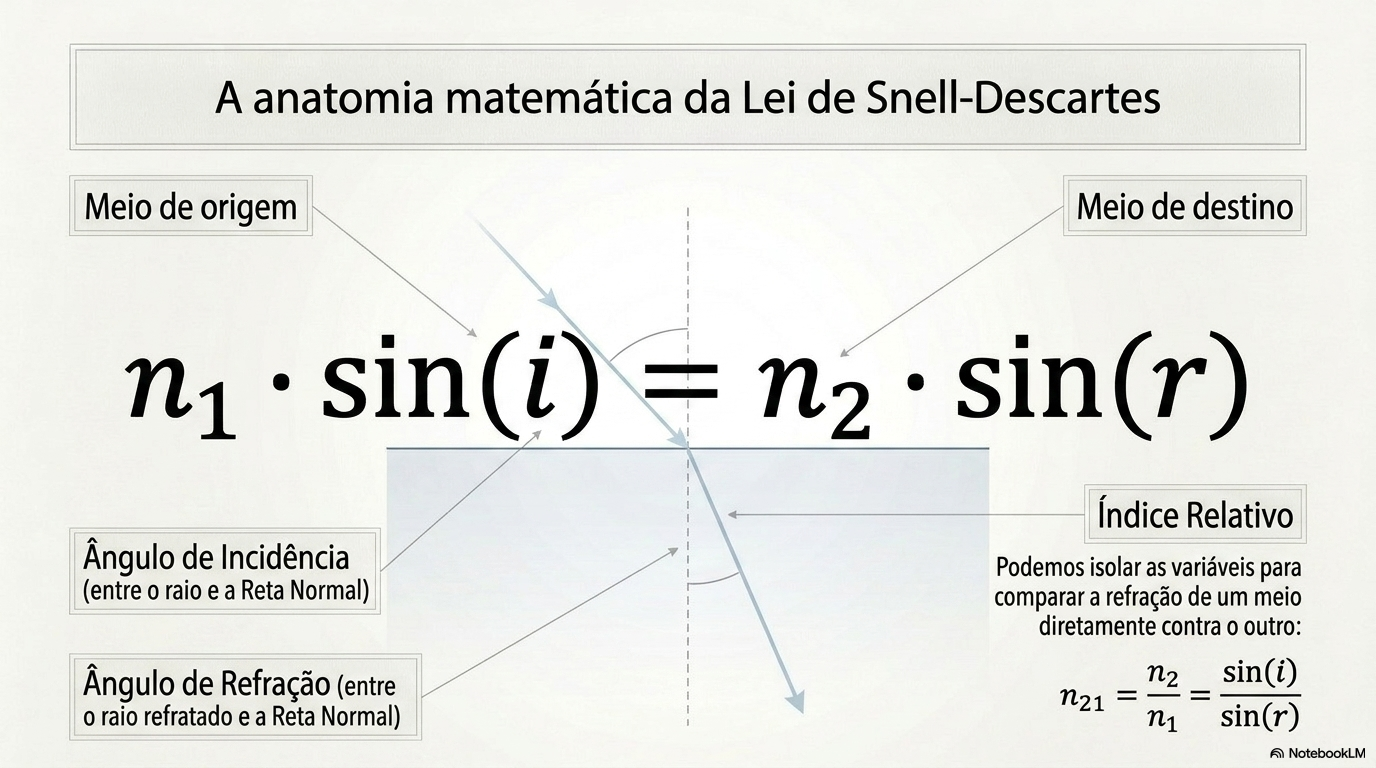 A anatomia matemática da Lei de Snell-Descartes
Meio de origem
Meio de destino
n₁ · sin(i) = n₂ · sin(r)
Ângulo de Incidência
(entre o raio e a Reta Normal)
Ângulo de Refração (entre
o raio refratado e a Reta Normal)
Índice Relativo
Podemos isolar as variáveis para
comparar a refração de um meio
diretamente contra o outro:
n₂₁ = n₂/n₁ = sin(i)/sin(r)
NotebookLM